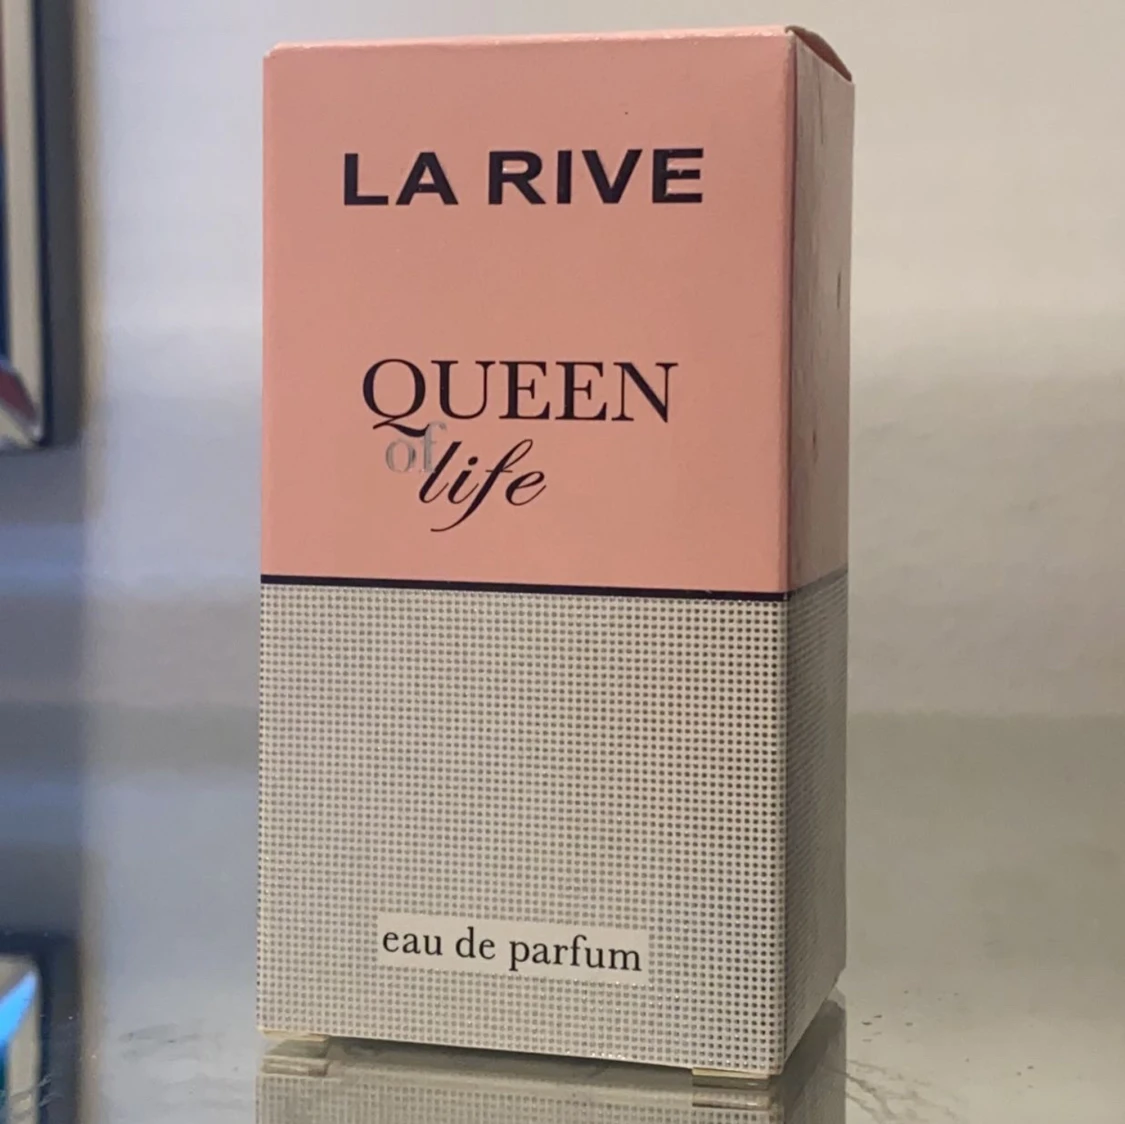 LA RIVE
QUEEN
of life
eau de parfum